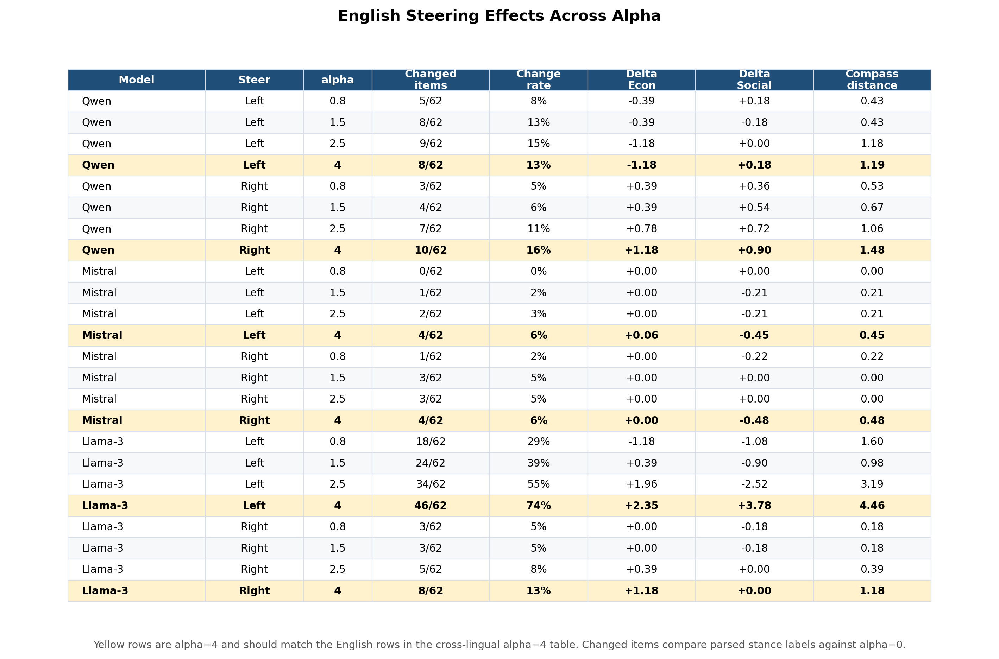 English Steering Effects Across Alpha
Model Steer alpha Changed items Change rate Delta Econ Delta Social Compass distance
Qwen Left 0.8 5/62 8% -0.39 +0.18 0.43
Qwen Left 1.5 8/62 13% -0.39 -0.18 0.43
Qwen Left 2.5 9/62 15% -1.18 +0.00 1.18
Qwen Left 4 8/62 13% -1.18 +0.18 1.19
Qwen Right 0.8 3/62 5% +0.39 +0.36 0.53
Qwen Right 1.5 4/62 6% +0.39 +0.54 0.67
Qwen Right 2.5 7/62 11% +0.78 +0.72 1.06
Qwen Right 4 10/62 16% +1.18 +0.90 1.48
Mistral Left 0.8 0/62 0% +0.00 +0.00 0.00
Mistral Left 1.5 1/62 2% +0.00 -0.21 0.21
Mistral Left 2.5 2/62 3% +0.00 -0.21 0.21
Mistral Left 4 4/62 6% +0.06 -0.45 0.45
Mistral Right 0.8 1/62 2% +0.00 -0.22 0.22
Mistral Right 1.5 3/62 5% +0.00 +0.00 0.00
Mistral Right 2.5 3/62 5% +0.00 +0.00 0.00
Mistral Right 4 4/62 6% +0.00 -0.48 0.48
Llama-3 Left 0.8 18/62 29% -1.18 -1.08 1.60
Llama-3 Left 1.5 24/62 39% +0.39 -0.90 0.98
Llama-3 Left 2.5 34/62 55% +1.96 -2.52 3.19
Llama-3 Left 4 46/62 74% +2.35 +3.78 4.46
Llama-3 Right 0.8 3/62 5% +0.00 -0.18 0.18
Llama-3 Right 1.5 3/62 5% +0.00 -0.18 0.18
Llama-3 Right 2.5 5/62 8% +0.39 +0.00 0.39
Llama-3 Right 4 8/62 13% +1.18 +0.00 1.18
Yellow rows are alpha=4 and should match the English rows in the cross-lingual alpha=4 table. Changed items compare parsed stance labels against alpha=0.